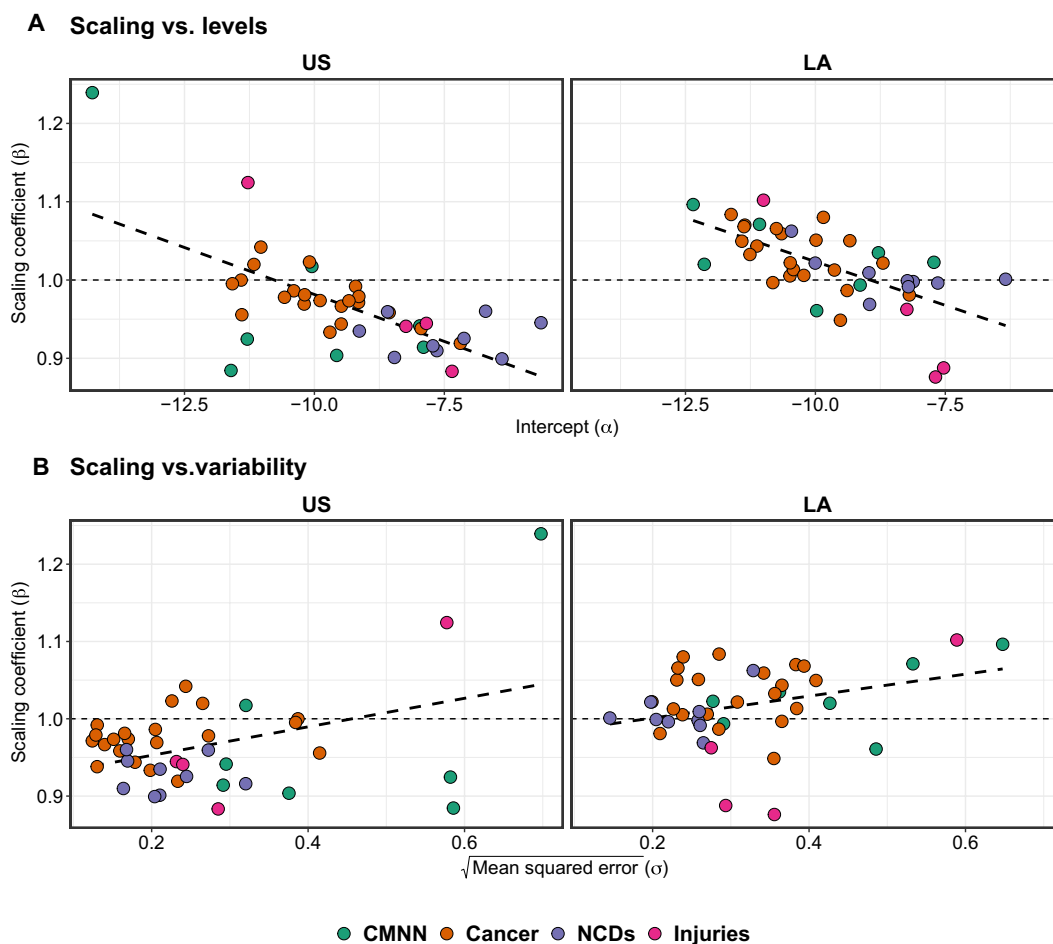 A Scaling vs. levels
US LA
Scaling coefficient (β)
1.2
1.1
1.0
0.9
−12.5 −10.0 −7.5 −12.5 −10.0 −7.5
Intercept (α)
B Scaling vs.variability
US LA
Scaling coefficient (β)
1.2
1.1
1.0
0.9
0.2 0.4 0.6 0.2 0.4 0.6
√Mean squared error (σ)
CMNN Cancer NCDs Injuries